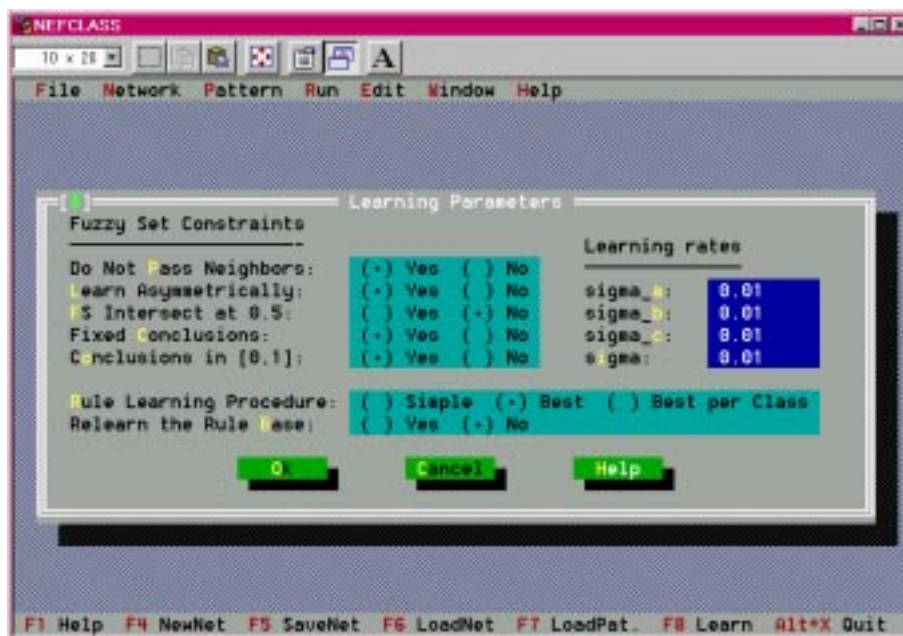 NEFCLASS
10 x 20 A
File Network Pattern Run Edit Window Help
Learning Parameters
Fuzzy Set Constraints
Learning rates
Do Not Pass Neighbors: (•) Yes ( ) No
Learn Asymmetrically: (•) Yes ( ) No sigma_a: 0.01
FS Intersect at 0.5: ( ) Yes (•) No sigma_b: 0.01
Fixed Conclusions: (•) Yes ( ) No sigma_c: 0.01
Conclusions in [0,1]: (•) Yes ( ) No sigma: 0.01
Rule Learning Procedure: ( ) Simple (•) Best ( ) Best per Class
Relearn the Rule Base: ( ) Yes (•) No
Ok Cancel Help
F1 Help F4 NewNet F5 SaveNet F6 LoadNet F7 LoadPat. F8 Learn Alt+X Quit